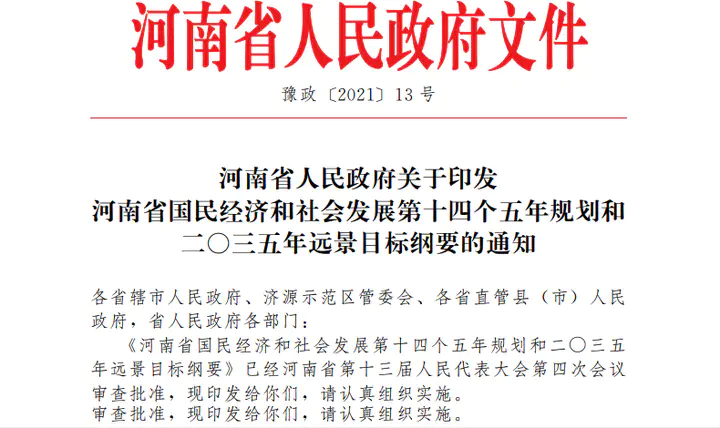 河南省人民政府文件
豫政〔2021〕13 号
河南省人民政府关于印发
河南省国民经济和社会发展第十四个五年规划和
二〇三五年远景目标纲要的通知
各省辖市人民政府、济源示范区管委会、各省直管县（市）人民
政府，省人民政府各部门：
《河南省国民经济和社会发展第十四个五年规划和二〇三五
年远景目标纲要》已经河南省第十三届人民代表大会第四次会议
审查批准，现印发给你们，请认真组织实施。
审查批准，现印发给你们，请认真组织实施。